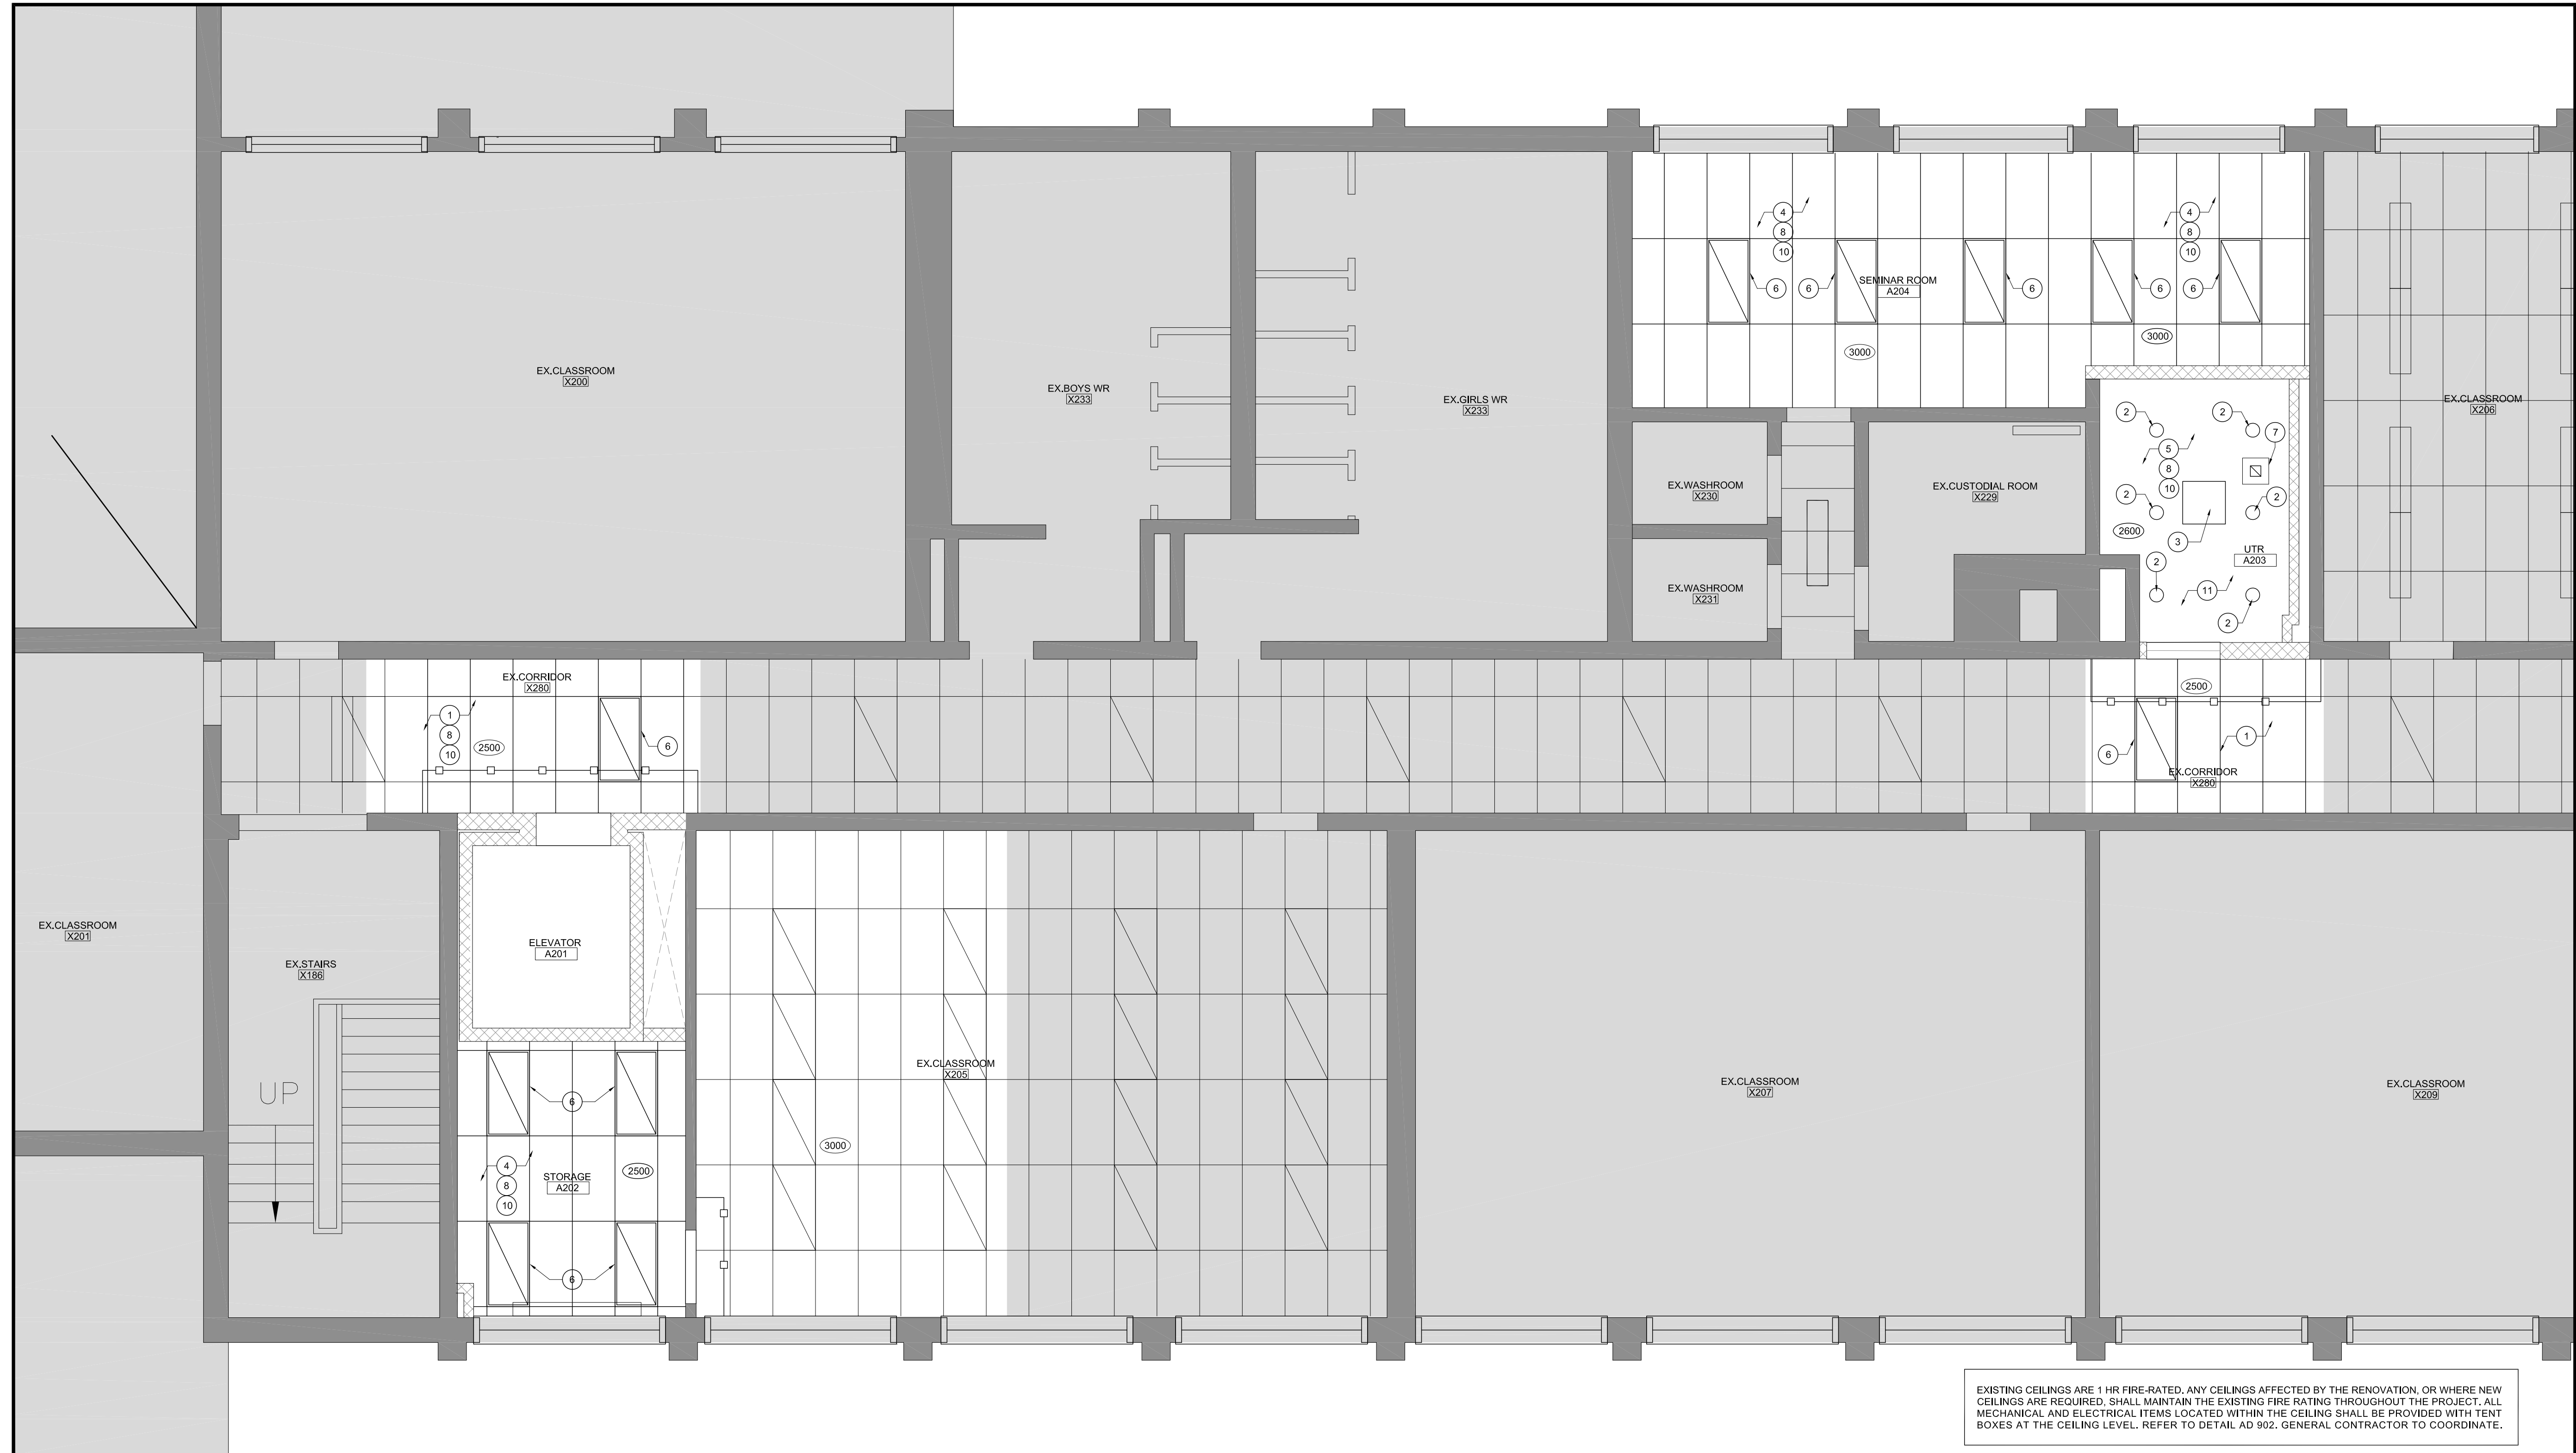 EX.CLASSROOM
X200
EX.BOYS WR
X233
EX.GIRLS WR
X233
4
8
10
4
8
10
SEMINAR ROOM
A204
6
6
6
6
6
3000
3000
EX.CLASSROOM
X206
2
2
7
5
8
10
2
2
2600
3
UTR
A203
2
11
2
EX.WASHROOM
X230
EX.CUSTODIAL ROOM
X229
EX.WASHROOM
X231
EX.CORRIDOR
X280
1
8
10
2500
6
2500
1
6
EX.CORRIDOR
X280
EX.CLASSROOM
X201
EX.STAIRS
X186
UP
ELEVATOR
A201
6
4
8
10
STORAGE
A202
2500
6
EX.CLASSROOM
X205
3000
EX.CLASSROOM
X207
EX.CLASSROOM
X209
EXISTING CEILINGS ARE 1 HR FIRE-RATED, ANY CEILINGS AFFECTED BY THE RENOVATION, OR WHERE NEW
CEILINGS ARE REQUIRED, SHALL MAINTAIN THE EXISTING FIRE RATING THROUGHOUT THE PROJECT. ALL
MECHANICAL AND ELECTRICAL ITEMS LOCATED WITHIN THE CEILING SHALL BE PROVIDED WITH TENT
BOXES AT THE CEILING LEVEL. REFER TO DETAIL AD 902. GENERAL CONTRACTOR TO COORDINATE.